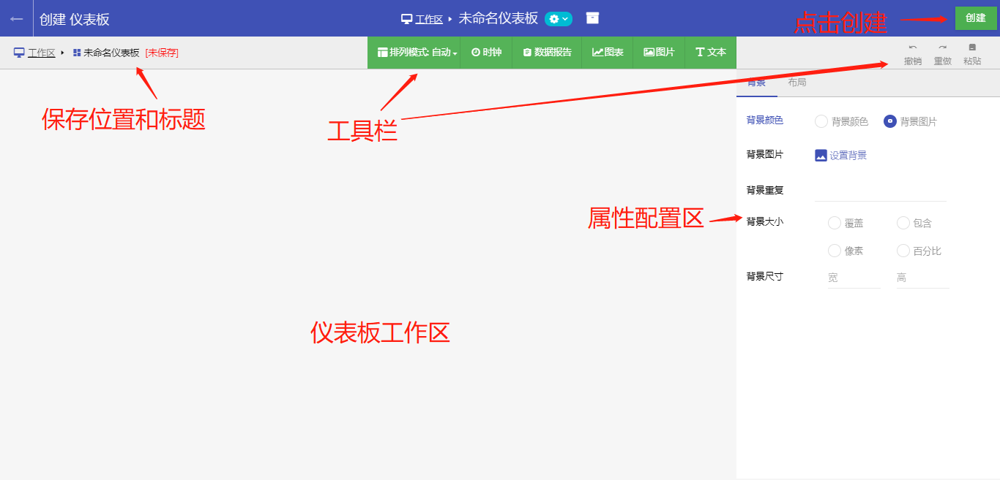 创建 仪表板
工作区 未命名仪表板
点击创建
创建
工作区 未命名仪表板 [未保存]
排列模式: 自动 时钟 数据报告 图表 图片 文本
撤销 重做 粘贴
背景 布局
保存位置和标题
工具栏
背景颜色 背景颜色 背景图片
背景图片 设置背景
背景重复
属性配置区
背景大小 覆盖 包含
像素 百分比
背景尺寸 宽 高
仪表板工作区